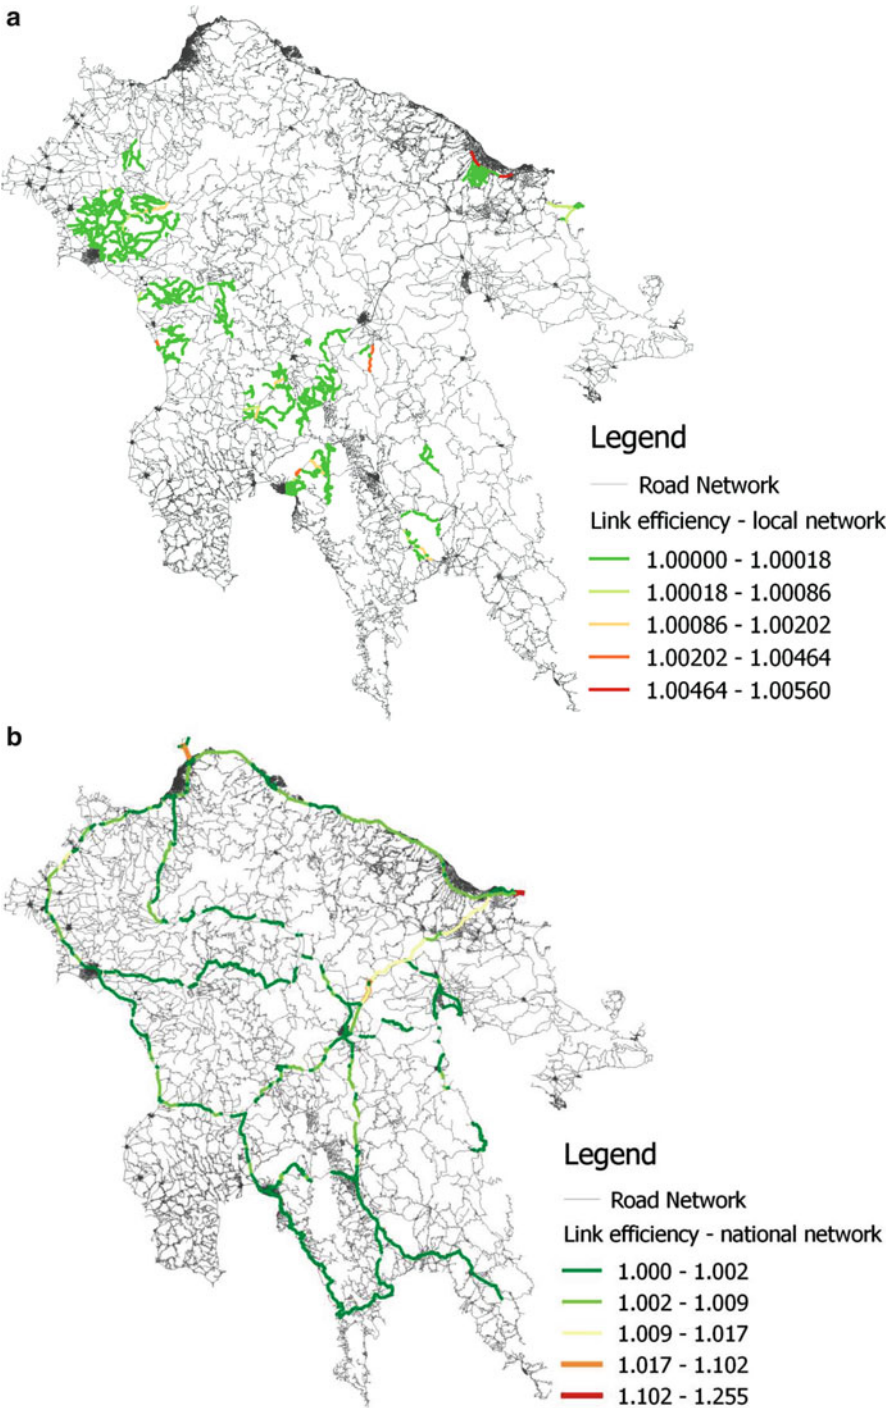 a
Legend
Road Network
Link efficiency - local network
1.00000 - 1.00018
1.00018 - 1.00086
1.00086 - 1.00202
1.00202 - 1.00464
1.00464 - 1.00560
b
Legend
Road Network
Link efficiency - national network
1.000 - 1.002
1.002 - 1.009
1.009 - 1.017
1.017 - 1.102
1.102 - 1.255